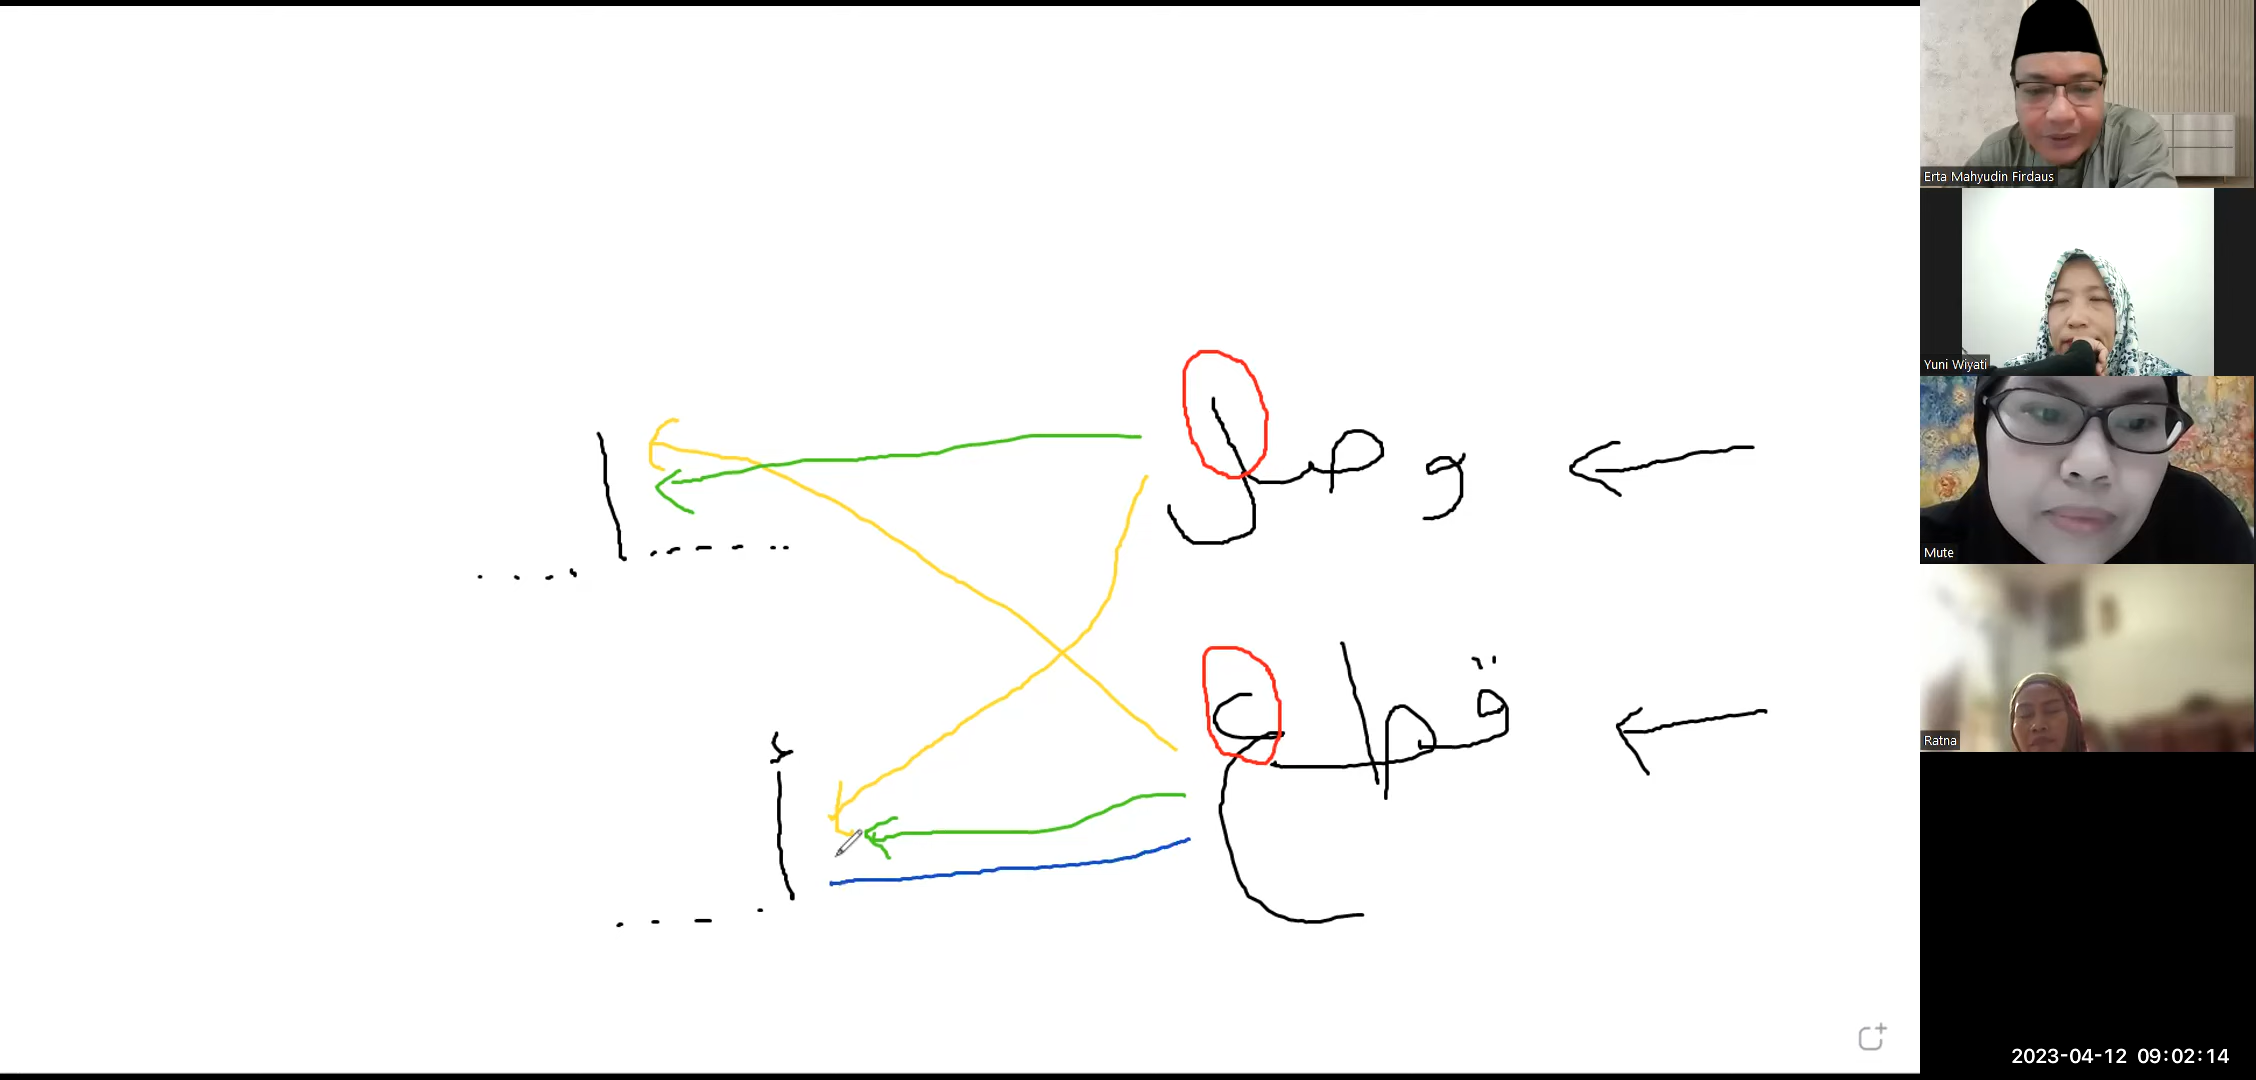 وصل ا
قطع أ
Erta Mahyudin Firdaus
Yuni Wiyati
Mute
Ratna
2023-04-12 09:02:14